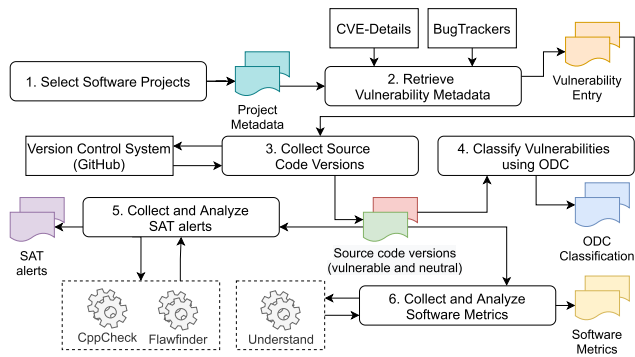 CVE-Details
BugTrackers
1. Select Software Projects
Project
Metadata
2. Retrieve
Vulnerability Metadata
Vulnerability
Entry
Version Control System
(GitHub)
3. Collect Source
Code Versions
4. Classify Vulnerabilities
using ODC
5. Collect and Analyze
SAT alerts
SAT
alerts
Source code versions
(vulnerable and neutral)
ODC
Classification
CppCheck
Flawfinder
Understand
6. Collect and Analyze
Software Metrics
Software
Metrics